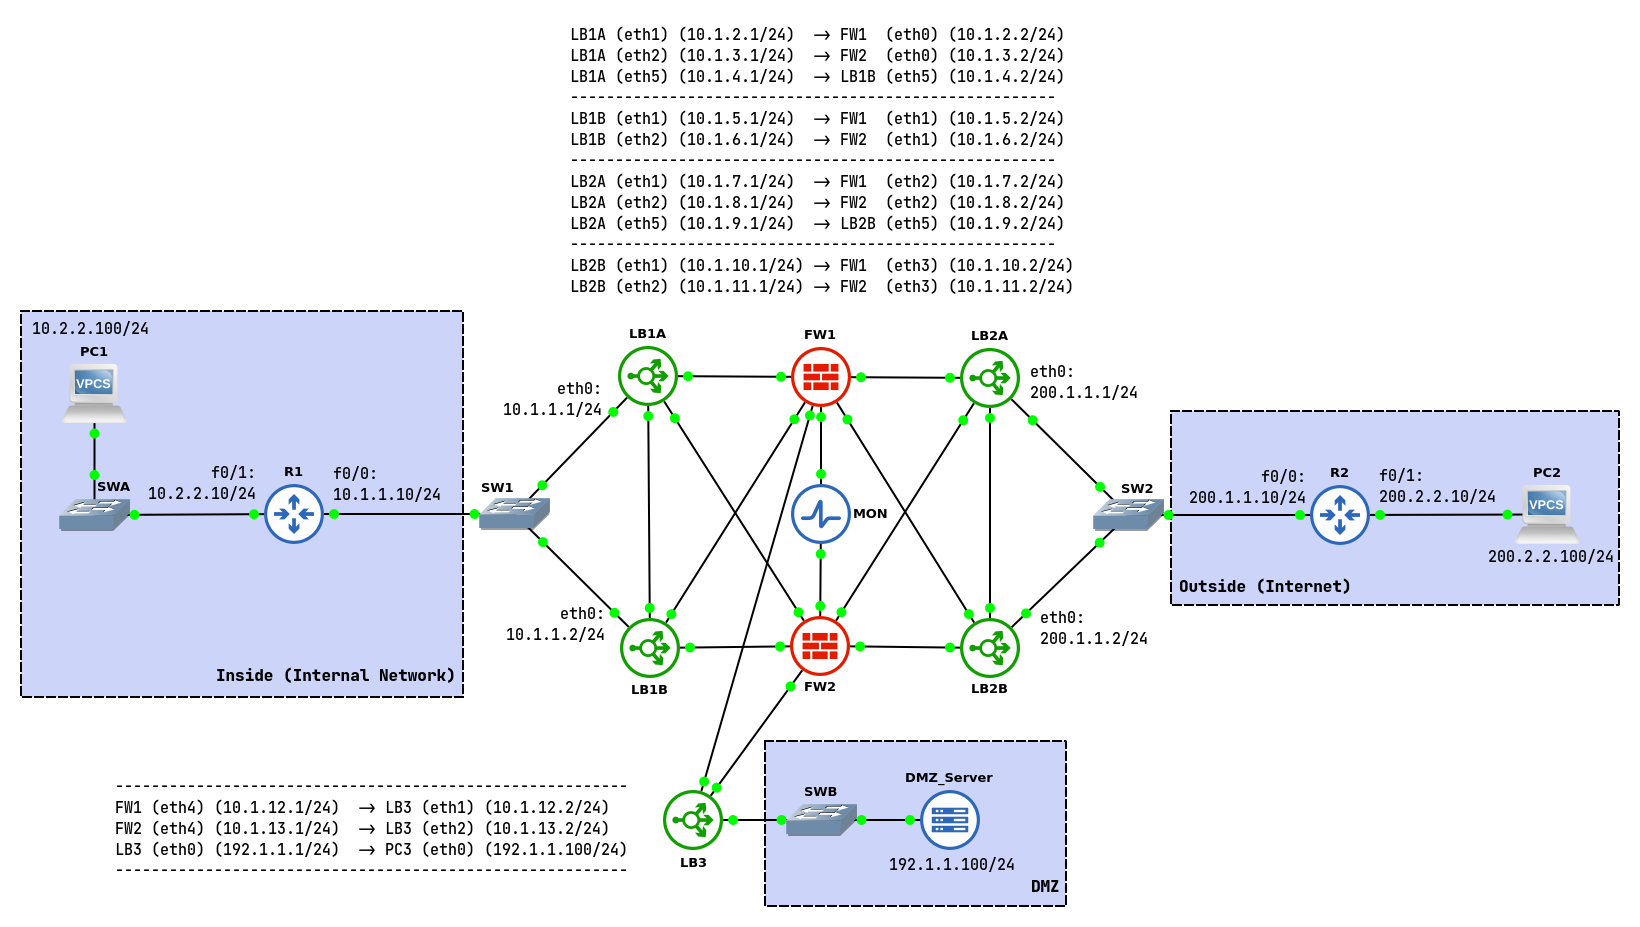 LB1A (eth1) (10.1.2.1/24)  → FW1  (eth0) (10.1.2.2/24)
LB1A (eth2) (10.1.3.1/24)  → FW2  (eth0) (10.1.3.2/24)
LB1A (eth5) (10.1.4.1/24)  → LB1B (eth5) (10.1.4.2/24)
------------------------------------------------------
LB1B (eth1) (10.1.5.1/24)  → FW1  (eth1) (10.1.5.2/24)
LB1B (eth2) (10.1.6.1/24)  → FW2  (eth1) (10.1.6.2/24)
------------------------------------------------------
LB2A (eth1) (10.1.7.1/24)  → FW1  (eth2) (10.1.7.2/24)
LB2A (eth2) (10.1.8.1/24)  → FW2  (eth2) (10.1.8.2/24)
LB2A (eth5) (10.1.9.1/24)  → LB2B (eth5) (10.1.9.2/24)
------------------------------------------------------
LB2B (eth1) (10.1.10.1/24) → FW1  (eth3) (10.1.10.2/24)
LB2B (eth2) (10.1.11.1/24) → FW2  (eth3) (10.1.11.2/24)
10.2.2.100/24
PC1
VPCS
SWA
f0/1:
10.2.2.10/24
R1
f0/0:
10.1.1.10/24
Inside (Internal Network)
SW1
eth0:
10.1.1.1/24
LB1A
eth0:
10.1.1.2/24
LB1B
FW1
MON
FW2
LB2A
eth0:
200.1.1.1/24
LB2B
eth0:
200.1.1.2/24
SW2
f0/0:
200.1.1.10/24
R2
f0/1:
200.2.2.10/24
PC2
VPCS
200.2.2.100/24
Outside (Internet)
---------------------------------------------------------
FW1 (eth4) (10.1.12.1/24)  → LB3 (eth1) (10.1.12.2/24)
FW2 (eth4) (10.1.13.1/24)  → LB3 (eth2) (10.1.13.2/24)
LB3 (eth0) (192.1.1.1/24)  → PC3 (eth0) (192.1.1.100/24)
---------------------------------------------------------
LB3
SWB
DMZ_Server
192.1.1.100/24
DMZ